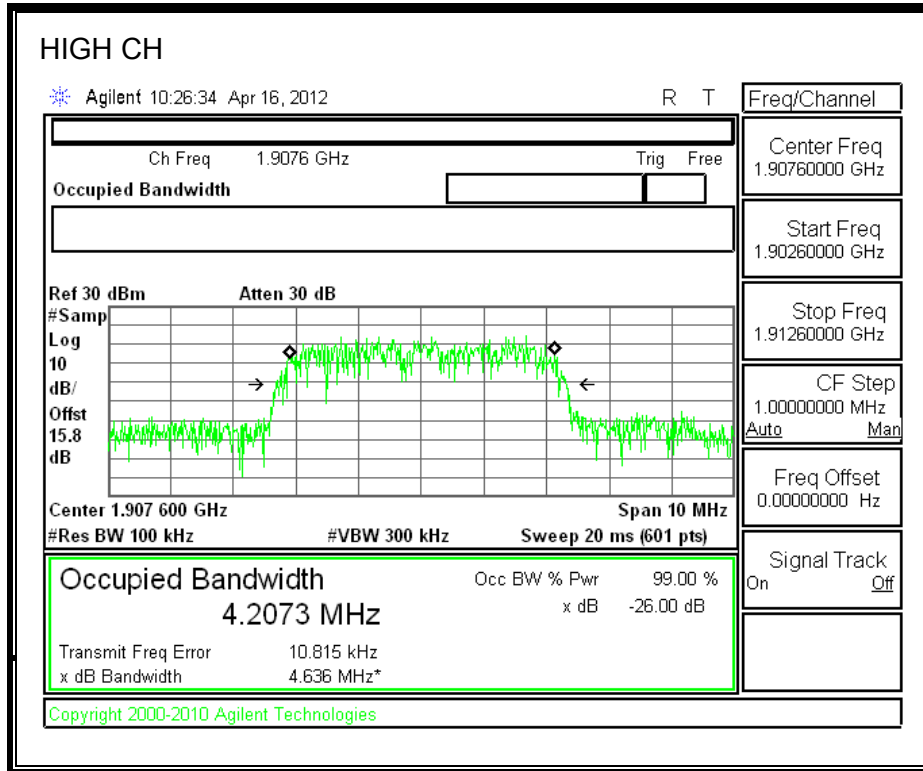 HIGH CH
Agilent 10:26:34 Apr 16, 2012 R T
Freq/Channel
Ch Freq 1.9076 GHz Trig Free
Occupied Bandwidth
Center Freq
1.90760000 GHz
Start Freq
1.90260000 GHz
Stop Freq
1.91260000 GHz
CF Step
1.00000000 MHz
Auto Man
Freq Offset
0.00000000 Hz
Signal Track
On Off
Ref 30 dBm Atten 30 dB
#Samp
Log
10
dB/
Offst
15.8
dB
Center 1.907 600 GHz Span 10 MHz
#Res BW 100 kHz #VBW 300 kHz Sweep 20 ms (601 pts)
Occupied Bandwidth Occ BW % Pwr 99.00 %
4.2073 MHz x dB -26.00 dB
Transmit Freq Error 10.815 kHz
x dB Bandwidth 4.636 MHz*
Copyright 2000-2010 Agilent Technologies